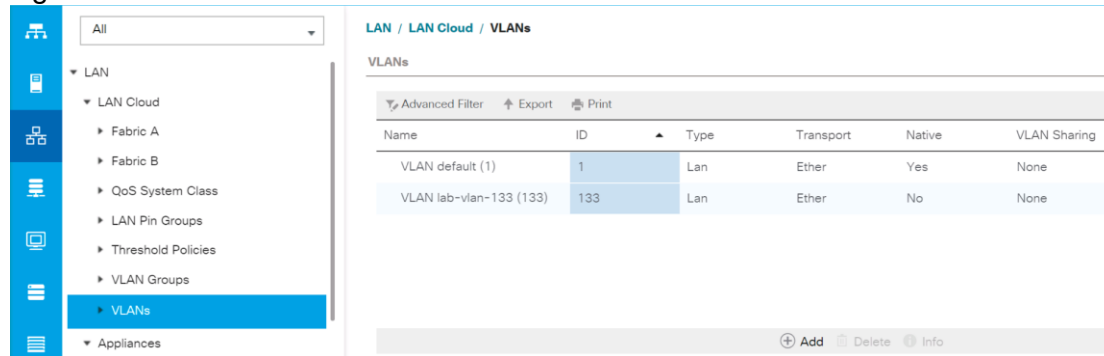 All
LAN / LAN Cloud / VLANs
VLANs
LAN
LAN Cloud
Fabric A
Fabric B
QoS System Class
LAN Pin Groups
Threshold Policies
VLAN Groups
VLANs
Appliances
Advanced Filter Export Print
Name ID Type Transport Native VLAN Sharing
VLAN default (1) 1 Lan Ether Yes None
VLAN lab-vlan-133 (133) 133 Lan Ether No None
Add Delete Info